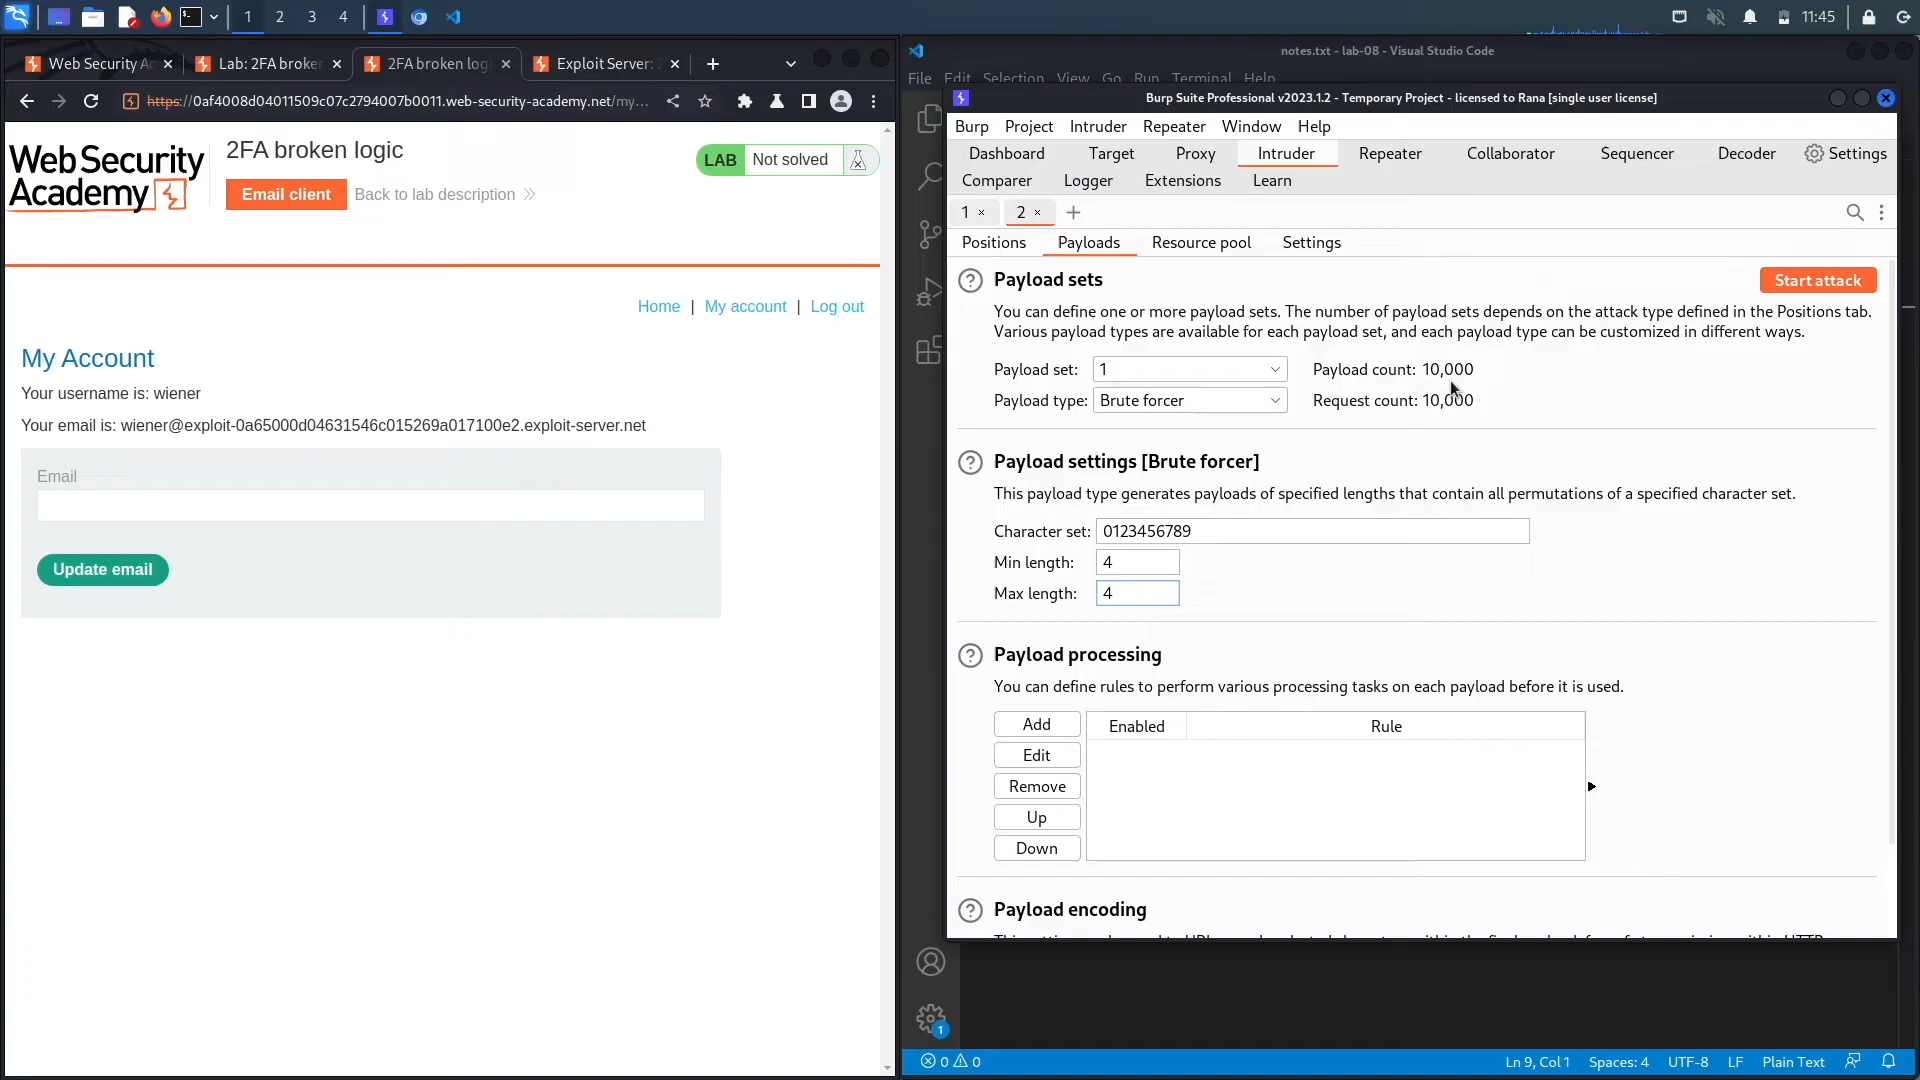 1
2
3
4
11:45
Web Security Ac
Lab: 2FA broken
2FA broken log
Exploit Server: 2
https://0af4008d04011509c07c2794007b0011.web-security-academy.net/my...
Web Security
Academy
2FA broken logic
Email client
Back to lab description
LAB
Not solved
Home | My account | Log out
My Account
Your username is: wiener
Your email is: wiener@exploit-0a65000d04631546c015269a017100e2.exploit-server.net
Email
Update email
notes.txt - lab-08 - Visual Studio Code
File Edit Selection View Go Run Terminal Help
Burp Suite Professional v2023.1.2 - Temporary Project - licensed to Rana [single user license]
Burp Project Intruder Repeater Window Help
Dashboard Target Proxy Intruder Repeater Collaborator Sequencer Decoder Settings
Comparer Logger Extensions Learn
1 × 2 ×
Positions Payloads Resource pool Settings
Payload sets
Start attack
You can define one or more payload sets. The number of payload sets depends on the attack type defined in the Positions tab.
Various payload types are available for each payload set, and each payload type can be customized in different ways.
Payload set: 1 Payload count: 10,000
Payload type: Brute forcer Request count: 10,000
Payload settings [Brute forcer]
This payload type generates payloads of specified lengths that contain all permutations of a specified character set.
Character set: 0123456789
Min length: 4
Max length: 4
Payload processing
You can define rules to perform various processing tasks on each payload before it is used.
Add
Edit
Remove
Up
Down
Enabled Rule
Payload encoding
1
0 0
Ln 9, Col 1 Spaces: 4 UTF-8 LF Plain Text